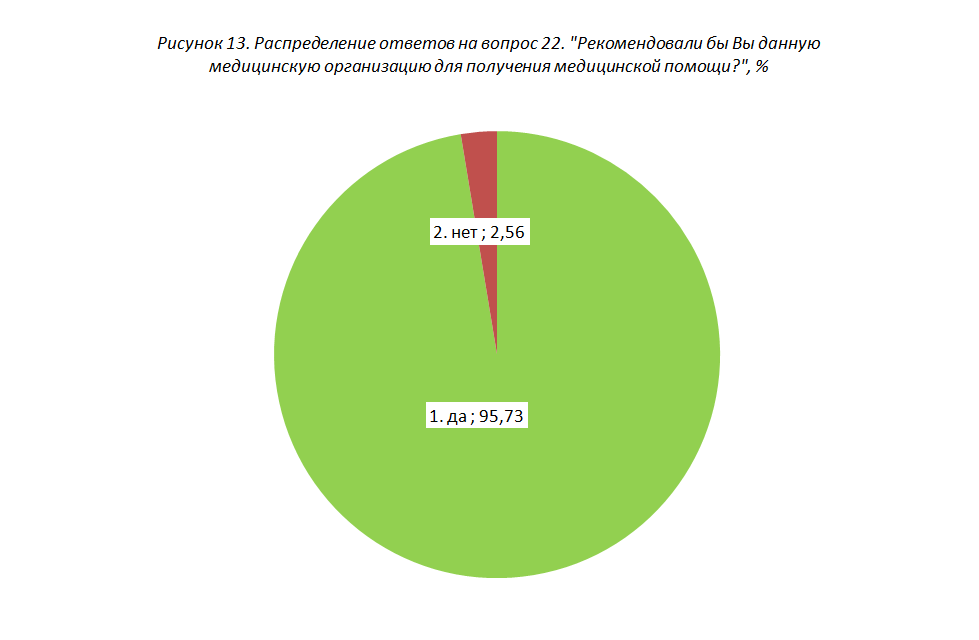 Рисунок 13. Распределение ответов на вопрос 22. "Рекомендовали бы Вы данную
медицинскую организацию для получения медицинской помощи?", %
2. нет ; 2,56
1. да ; 95,73